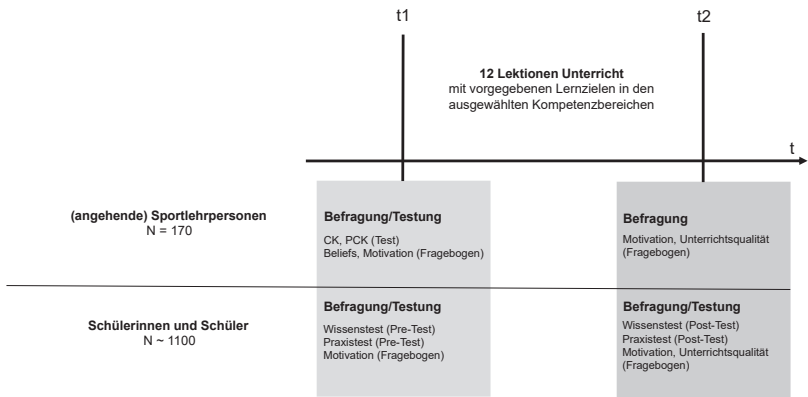 t1
t2
12 Lektionen Unterricht
mit vorgegebenen Lernzielen in den
ausgewählten Kompetenzbereichen
t
(angehende) Sportlehrpersonen
N = 170
Befragung/Testung
CK, PCK (Test)
Beliefs, Motivation (Fragebogen)
Befragung
Motivation, Unterrichtsqualität
(Fragebogen)
Schülerinnen und Schüler
N ~ 1100
Befragung/Testung
Wissenstest (Pre-Test)
Praxistest (Pre-Test)
Motivation (Fragebogen)
Befragung/Testung
Wissenstest (Post-Test)
Praxistest (Post-Test)
Motivation, Unterrichtsqualität
(Fragebogen)